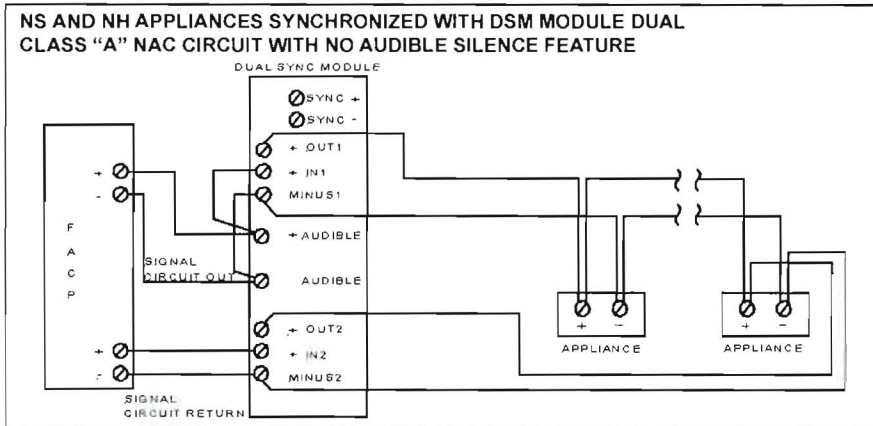 NS AND NH APPLIANCES SYNCHRONIZED WITH DSM MODULE DUAL
CLASS "A" NAC CIRCUIT WITH NO AUDIBLE SILENCE FEATURE
DUAL SYNC MODULE
SYNC +
SYNC -
+ OUT1
+ IN1
MINUS1
+ AUDIBLE
AUDIBLE
+ OUT2
+ IN2
MINUS2
+
-
F
A
C
P
+
-
SIGNAL
CIRCUIT OUT
SIGNAL
CIRCUIT RETURN
+ -
APPLIANCE
+ -
APPLIANCE